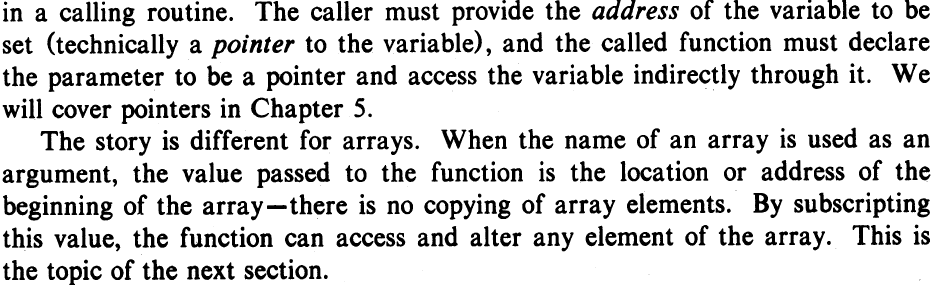 in a calling routine. The caller must provide the address of the variable to be
set (technically a pointer to the variable), and the called function must declare
the parameter to be a pointer and access the variable indirectly through it. We
will cover pointers in Chapter 5.
The story is different for arrays. When the name of an array is used as an
argument, the value passed to the function is the location or address of the
beginning of the array—there is no copying of array elements. By subscripting
this value, the function can access and alter any element of the array. This is
the topic of the next section.